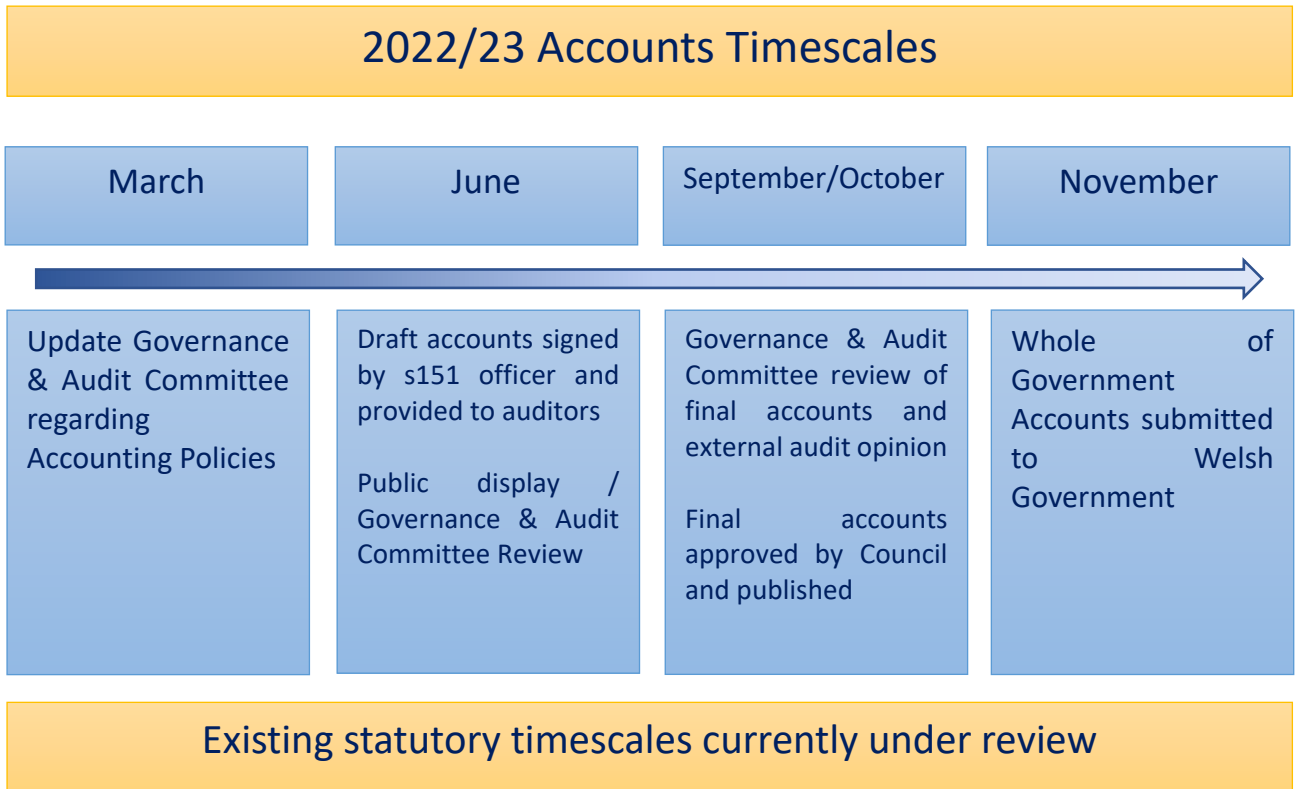 2022/23 Accounts Timescales
March
June
September/October
November
Update Governance
& Audit Committee
regarding
Accounting Policies
Draft accounts signed
by s151 officer and
provided to auditors
Public display /
Governance & Audit
Committee Review
Governance & Audit
Committee review of
final accounts and
external audit opinion
Final accounts
approved by Council
and published
Whole of
Government
Accounts submitted
to Welsh
Government
Existing statutory timescales currently under review